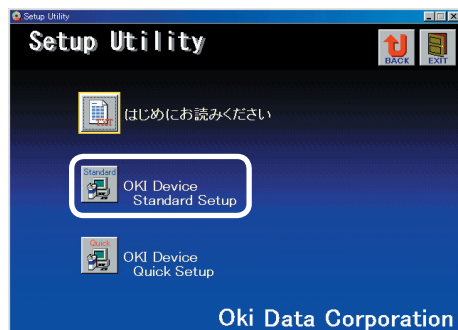 Setup Utility
Setup Utility
BACK
EXIT
TXT
はじめにお読みください
Standard
OKI Device
Standard Setup
Quick
OKI Device
Quick Setup
Oki Data Corporation